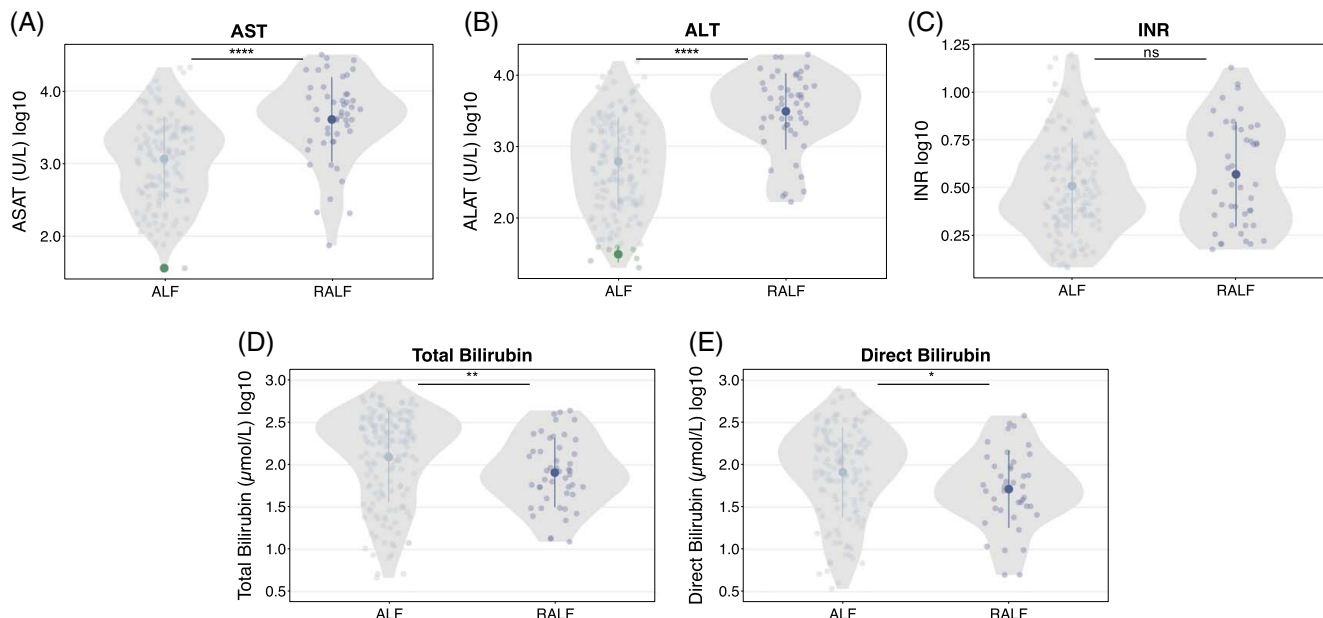 (A)
AST
ASAT (U/L) log10
4.0
3.0
2.0
****
ALF
RALF
(B)
ALT
ALAT (U/L) log10
4.0
3.0
2.0
****
ALF
RALF
(C)
INR
INR log10
1.25
1.00
0.75
0.50
0.25
ns
ALF
RALF
(D)
Total Bilirubin
Total Bilirubin (µmol/L) log10
3.0
2.5
2.0
1.5
1.0
0.5
**
ALF
RALF
(E)
Direct Bilirubin
Direct Bilirubin (µmol/L) log10
3.0
2.5
2.0
1.5
1.0
0.5
*
ALF
RALF